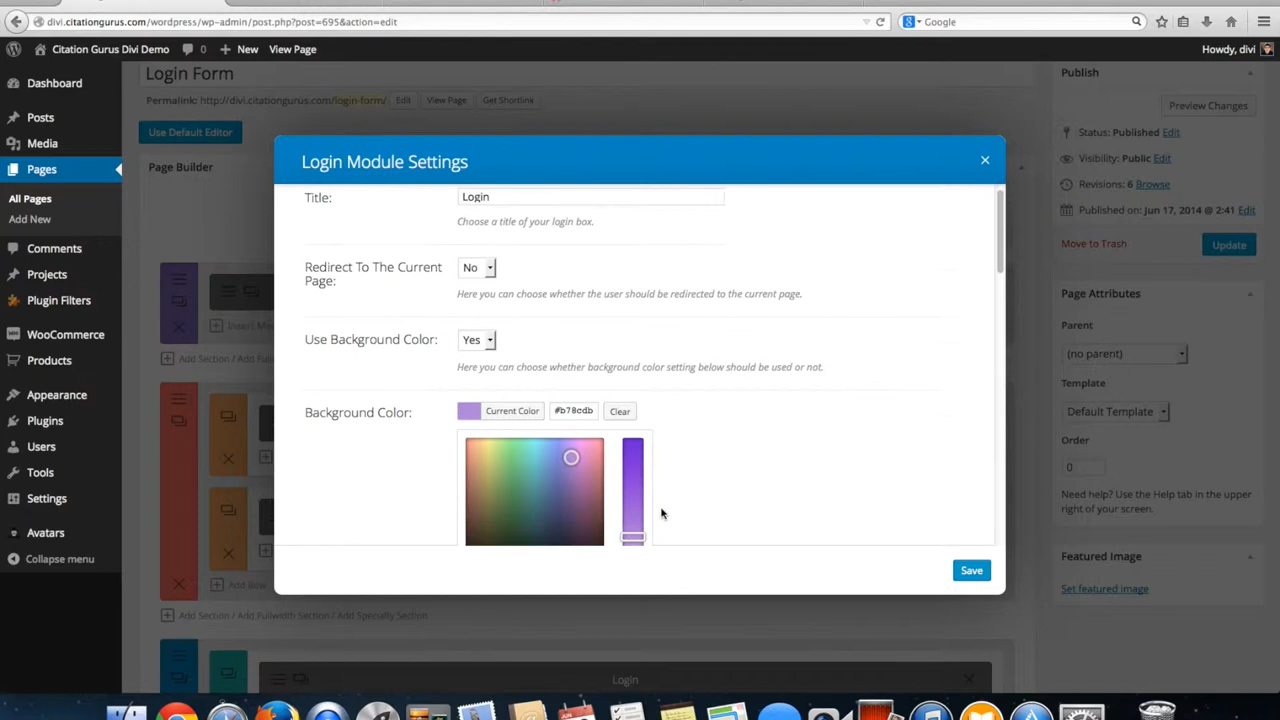 divi.citationgurus.com/wordpress/wp-admin/post.php?post=695&action=edit
Google
Citation Gurus Divi Demo
0
New
View Page
Howdy, divi
Dashboard
Posts
Media
Pages
All Pages
Add New
Comments
Projects
Plugin Filters
WooCommerce
Products
Appearance
Plugins
Users
Tools
Settings
Avatars
Collapse menu
Login Form
Permalink: http://divi.citationgurus.com/login-form/
Edit
View Page
Get Shortlink
Use Default Editor
Page Builder
Login Module Settings
Title:
Login
Choose a title of your login box.
Redirect To The Current
Page:
No
Here you can choose whether the user should be redirected to the current page.
Use Background Color:
Yes
Here you can choose whether background color setting below should be used or not.
Background Color:
Current Color
#b78cdb
Clear
Save
Add Section / Add Fullwidth Section / Add Specialty Section
Login
Publish
Preview Changes
Status: Published Edit
Visibility: Public Edit
Revisions: 6 Browse
Published on: Jun 17, 2014 @ 2:41 Edit
Move to Trash
Update
Page Attributes
Parent
(no parent)
Template
Default Template
Order
0
Need help? Use the Help tab in the upper
right of your screen.
Featured Image
Set featured image